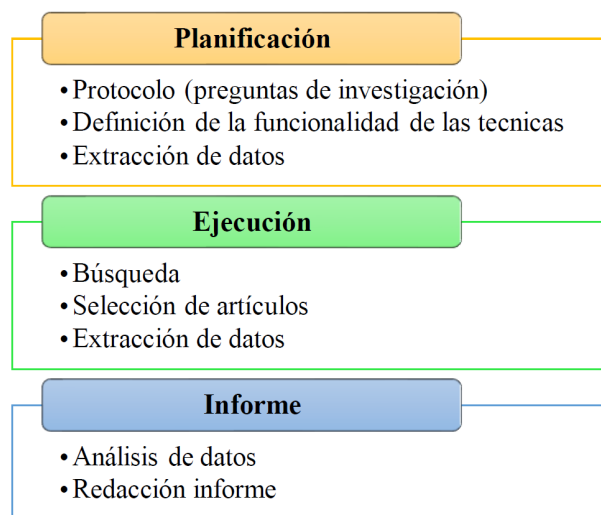 Planificación
• Protocolo (preguntas de investigación)
• Definición de la funcionalidad de las tecnicas
• Extracción de datos
Ejecución
• Búsqueda
• Selección de artículos
• Extracción de datos
Informe
• Análisis de datos
• Redacción informe